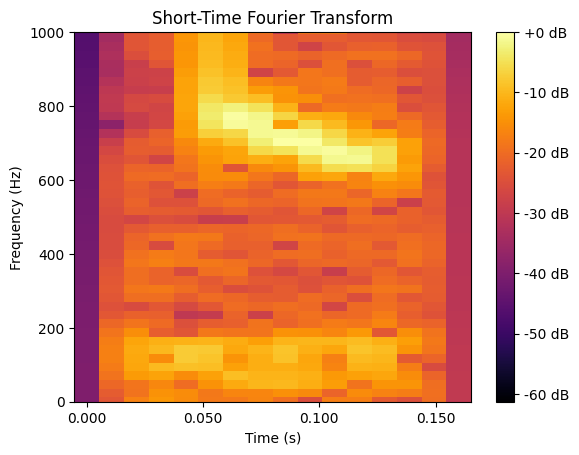 Short-Time Fourier Transform
Frequency (Hz)
1000
800
600
400
200
0
0.000
0.050
0.100
0.150
Time (s)
+0 dB
-10 dB
-20 dB
-30 dB
-40 dB
-50 dB
-60 dB